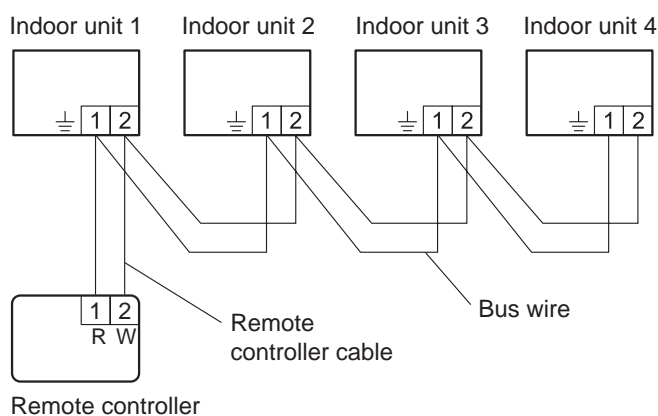 Indoor unit 1 Indoor unit 2 Indoor unit 3 Indoor unit 4
1 2 1 2 1 2 1 2
1 2
R W
Bus wire
Remote
controller cable
Remote controller